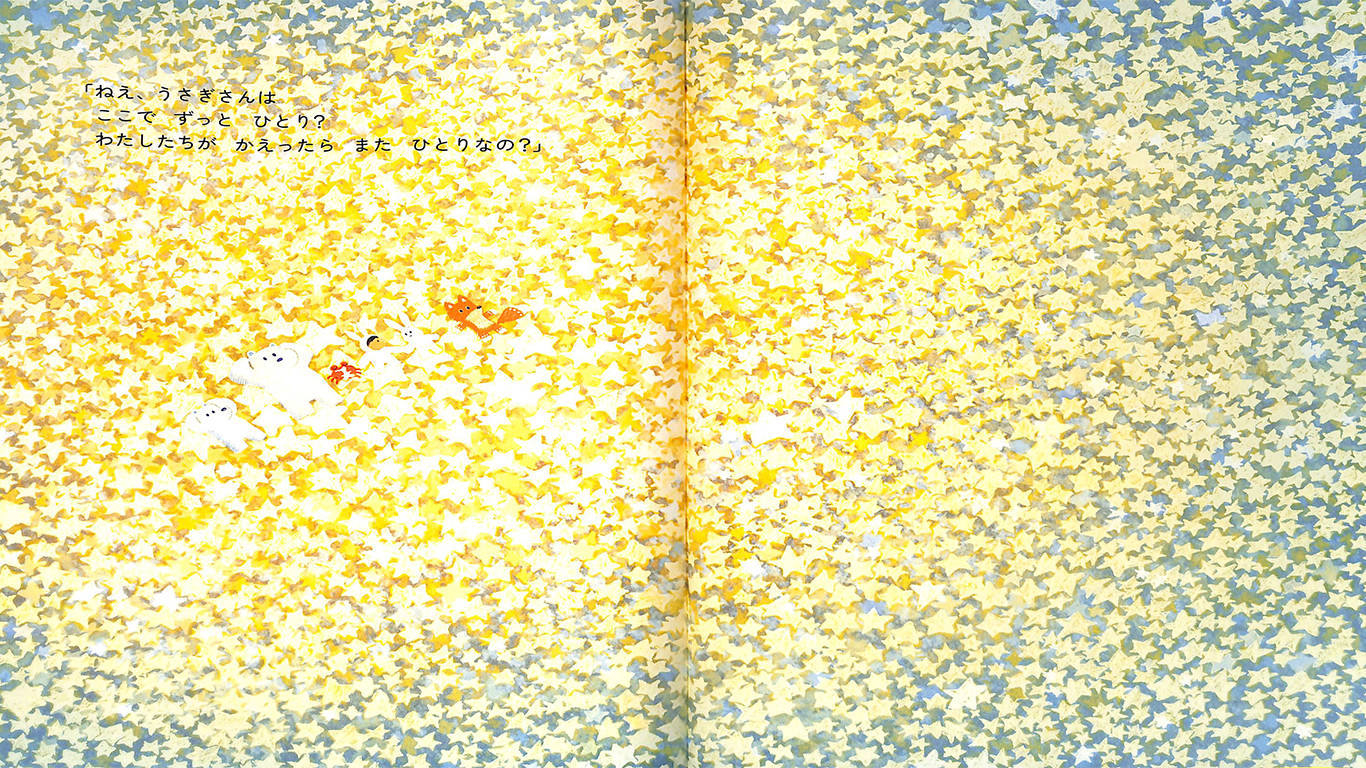 「ねえ、うさぎさんは
ここで　ずっと　ひとり?
わたしたちが　かえったら　また　ひとりなの?」